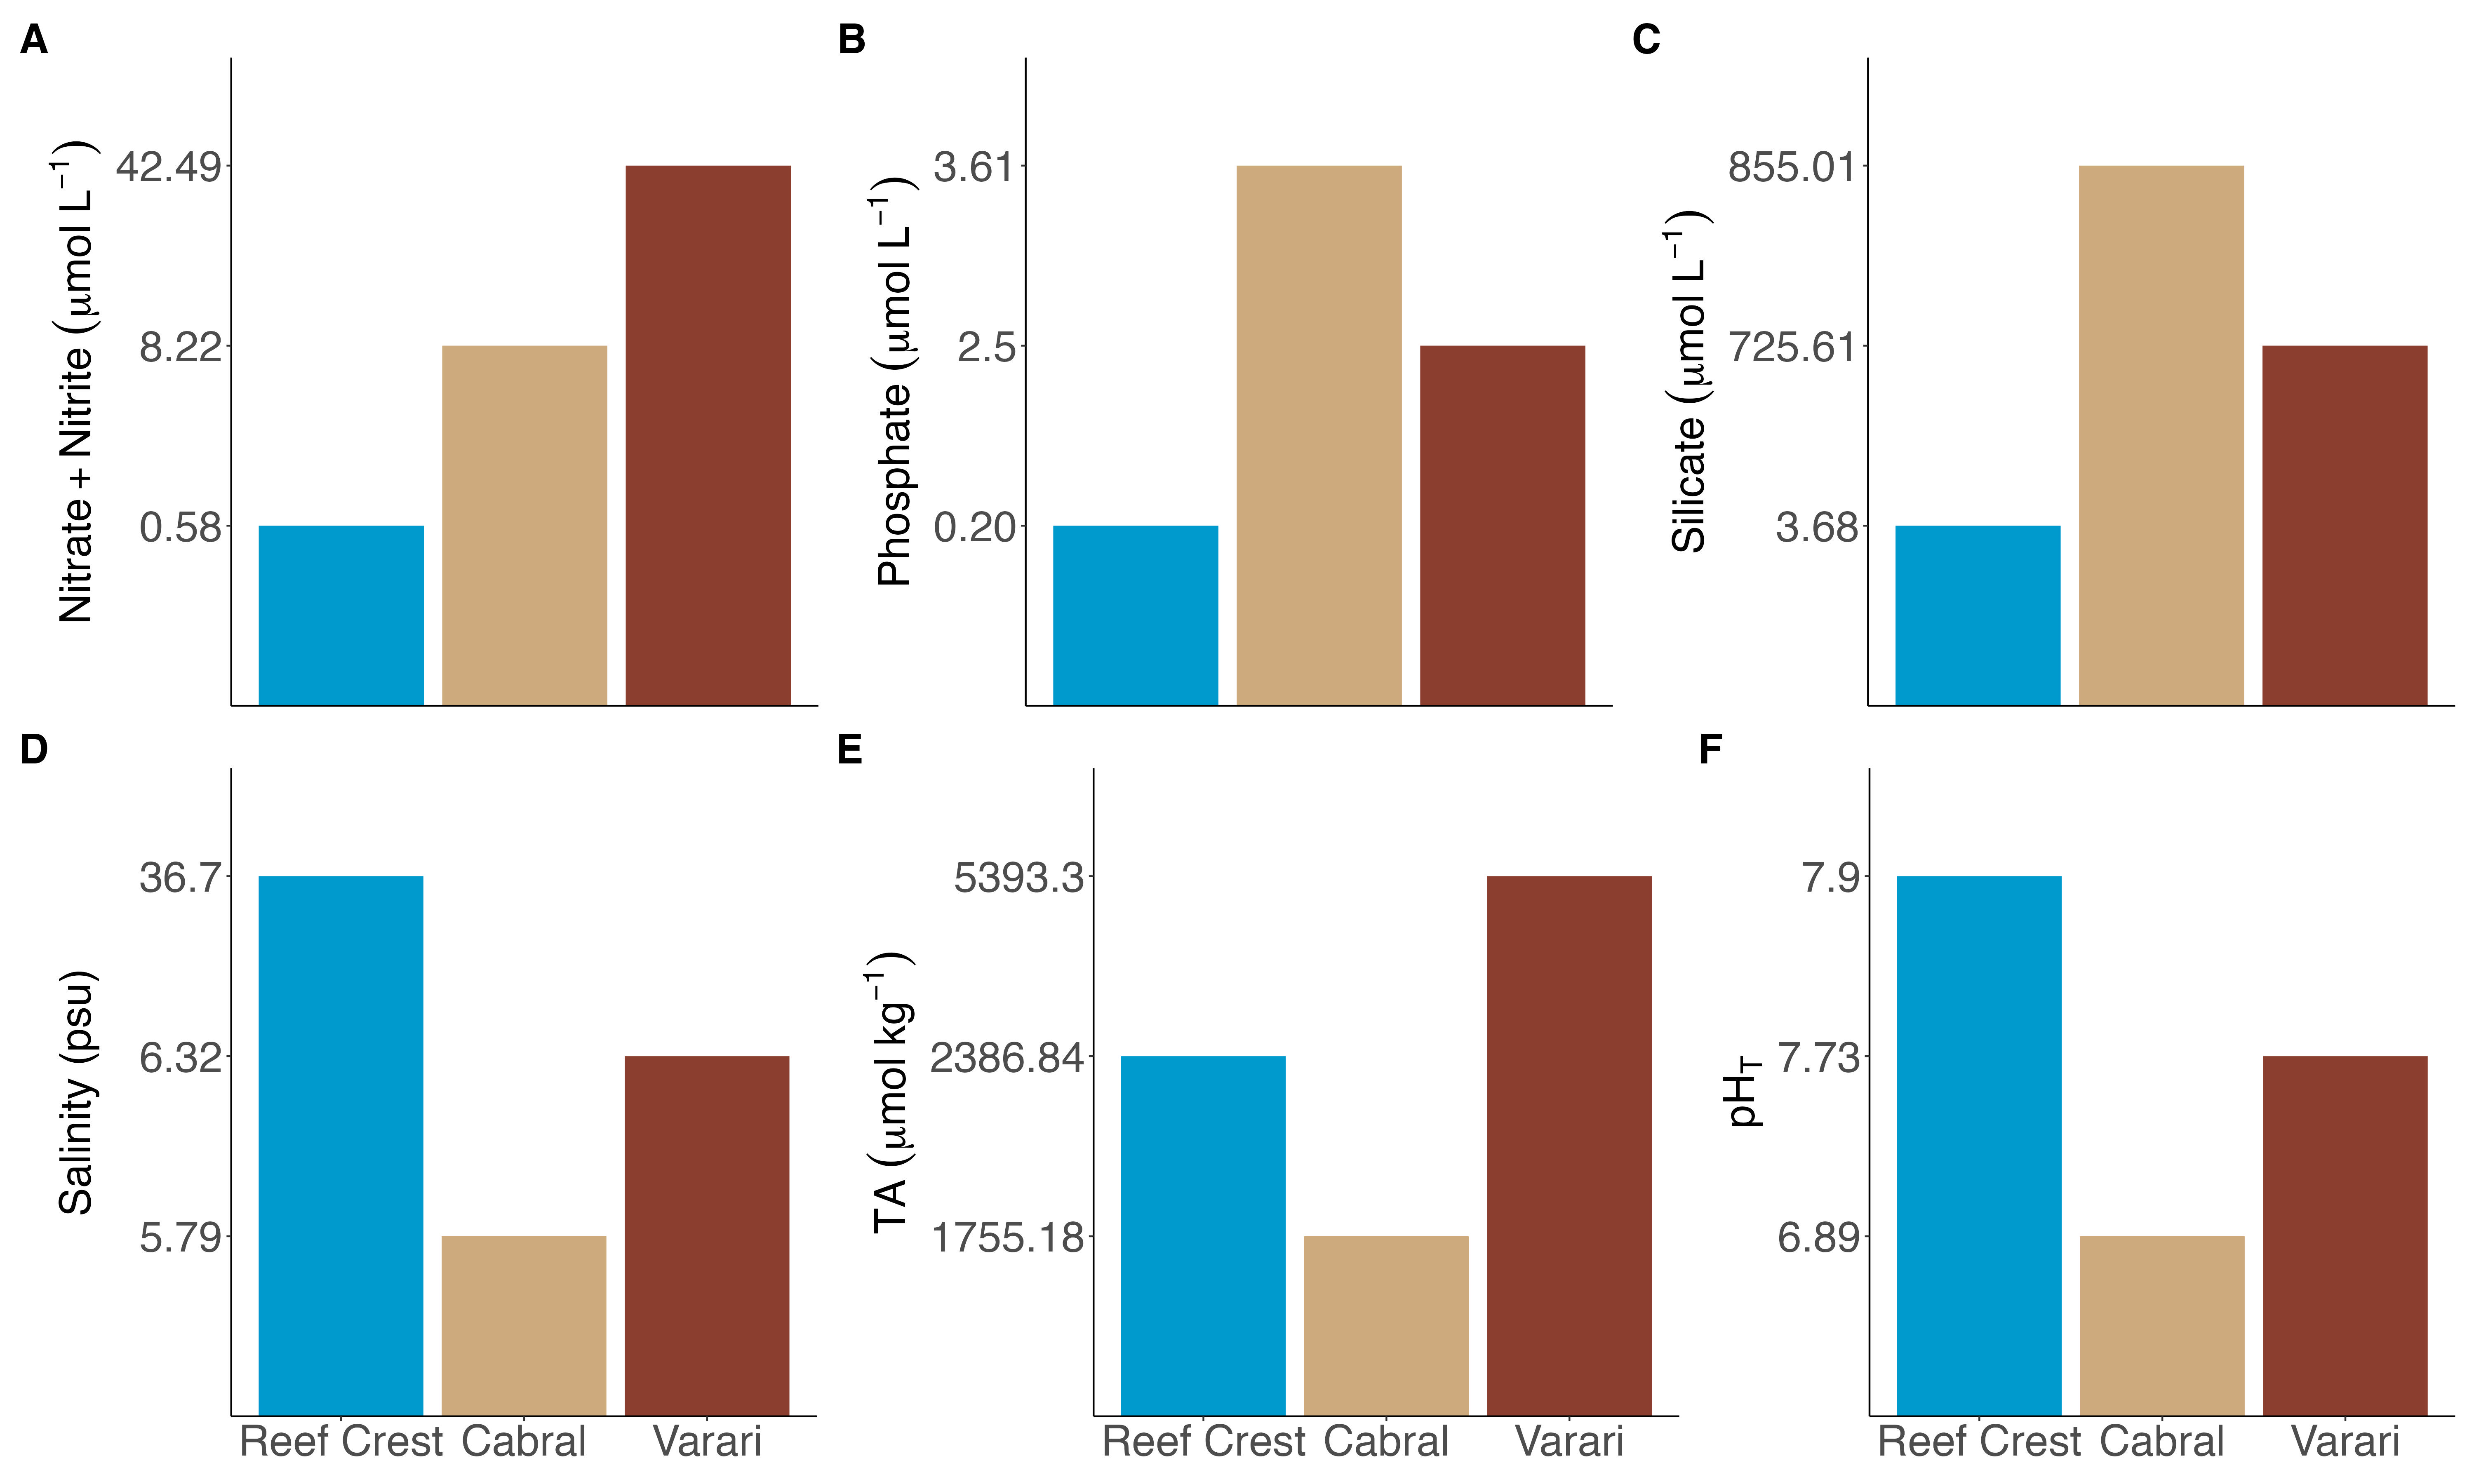 A
Nitrate + Nitrite (μmol L⁻¹)
42.49
8.22
0.58
B
Phosphate (μmol L⁻¹)
3.61
2.5
0.20
C
Silicate (μmol L⁻¹)
855.01
725.61
3.68
D
Salinity (psu)
36.7
6.32
5.79
Reef Crest Cabral Varari
E
TA (μmol kg⁻¹)
5393.3
2386.84
1755.18
Reef Crest Cabral Varari
F
pH_T
7.9
7.73
6.89
Reef Crest Cabral Varari